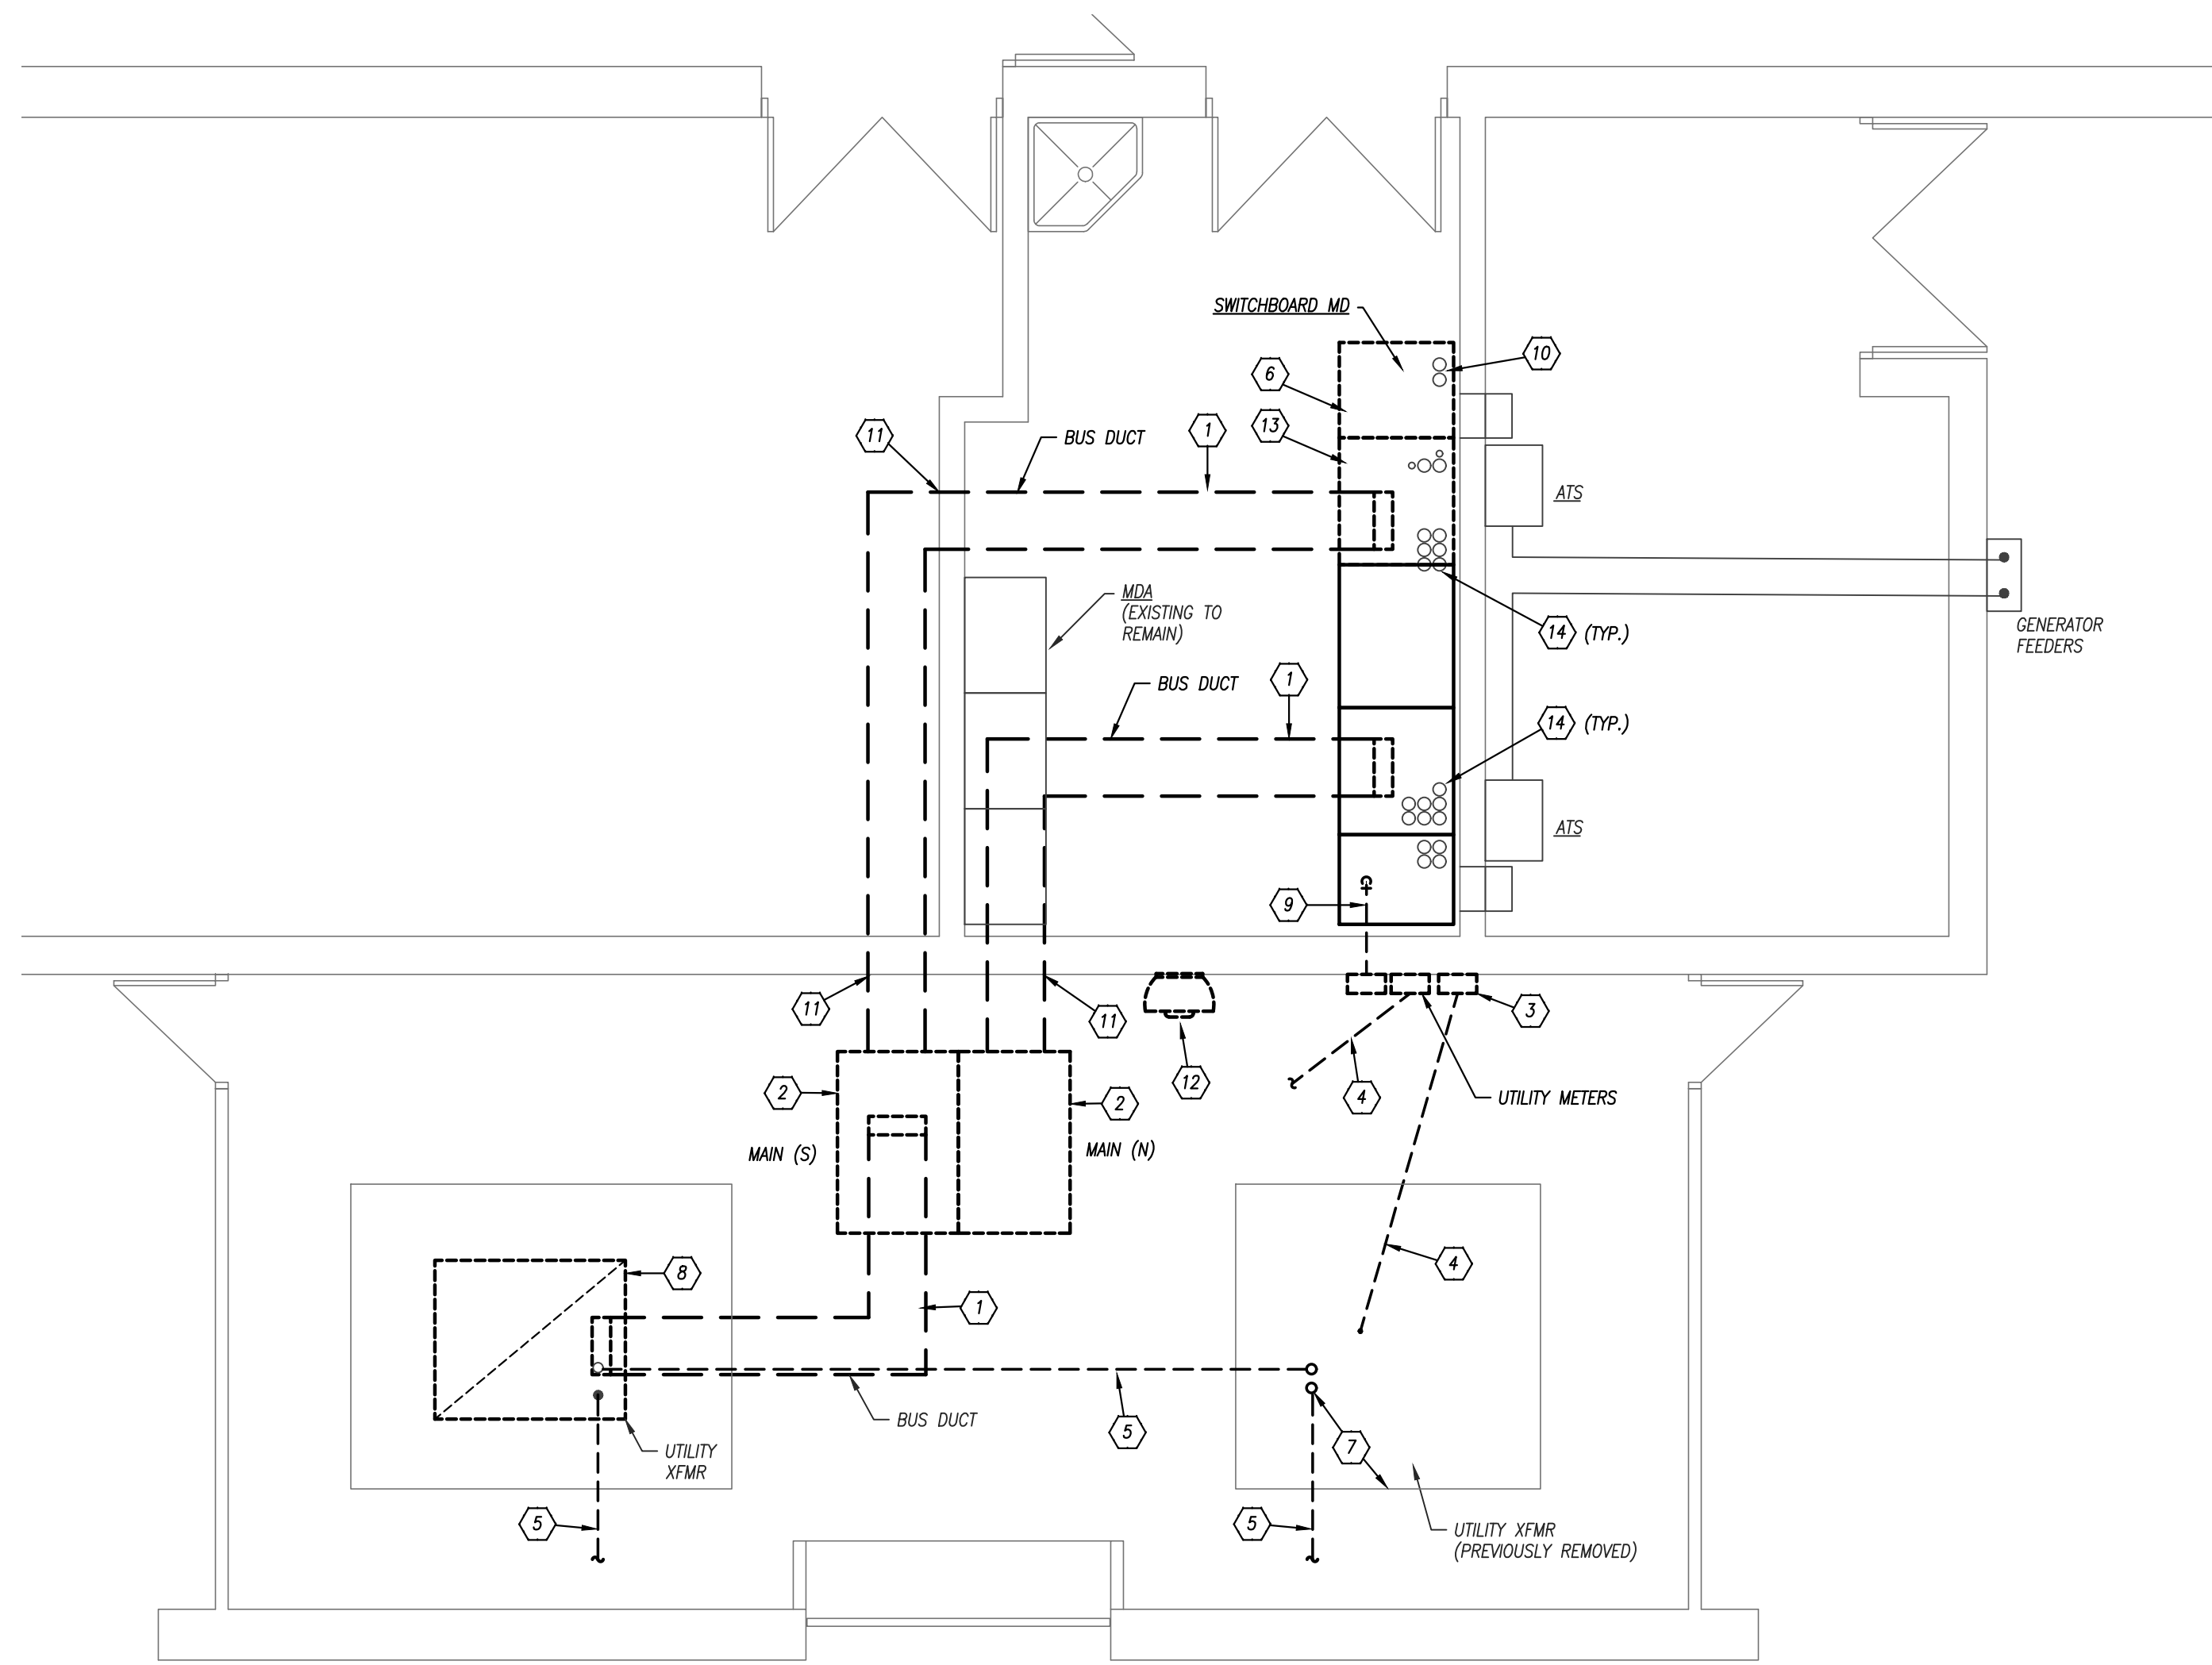 SWITCHBOARD MD
10
6
13
11
BUS DUCT
1
ATS
MDA
(EXISTING TO
REMAIN)
14 (TYP.)
GENERATOR
FEEDERS
BUS DUCT
1
14 (TYP.)
ATS
9
11
11
3
12
2
2
4
UTILITY METERS
MAIN (S)
MAIN (N)
8
4
1
BUS DUCT
5
7
UTILITY
XFMR
5
5
UTILITY XFMR
(PREVIOUSLY REMOVED)